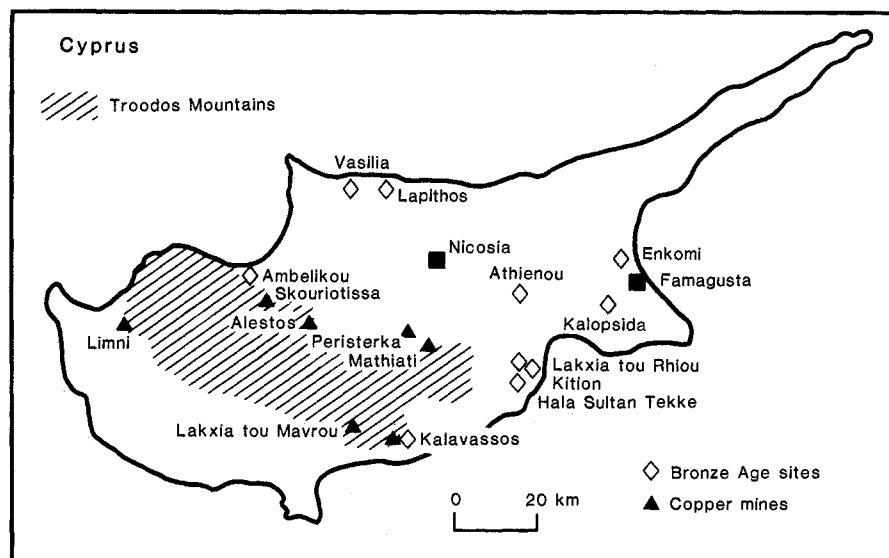 Cyprus
Troodos Mountains
Vasilia
Lapithos
Nicosia
Enkomi
Athienou
Famagusta
Ambelikou
Skouriotissa
Kalopsida
Alestos
Limni
Peristerka
Mathiati
Lakxia tou Rhiou
Kition
Hala Sultan Tekke
Lakxia tou Mavrou
Kalavassos
Bronze Age sites
0 20 km
Copper mines